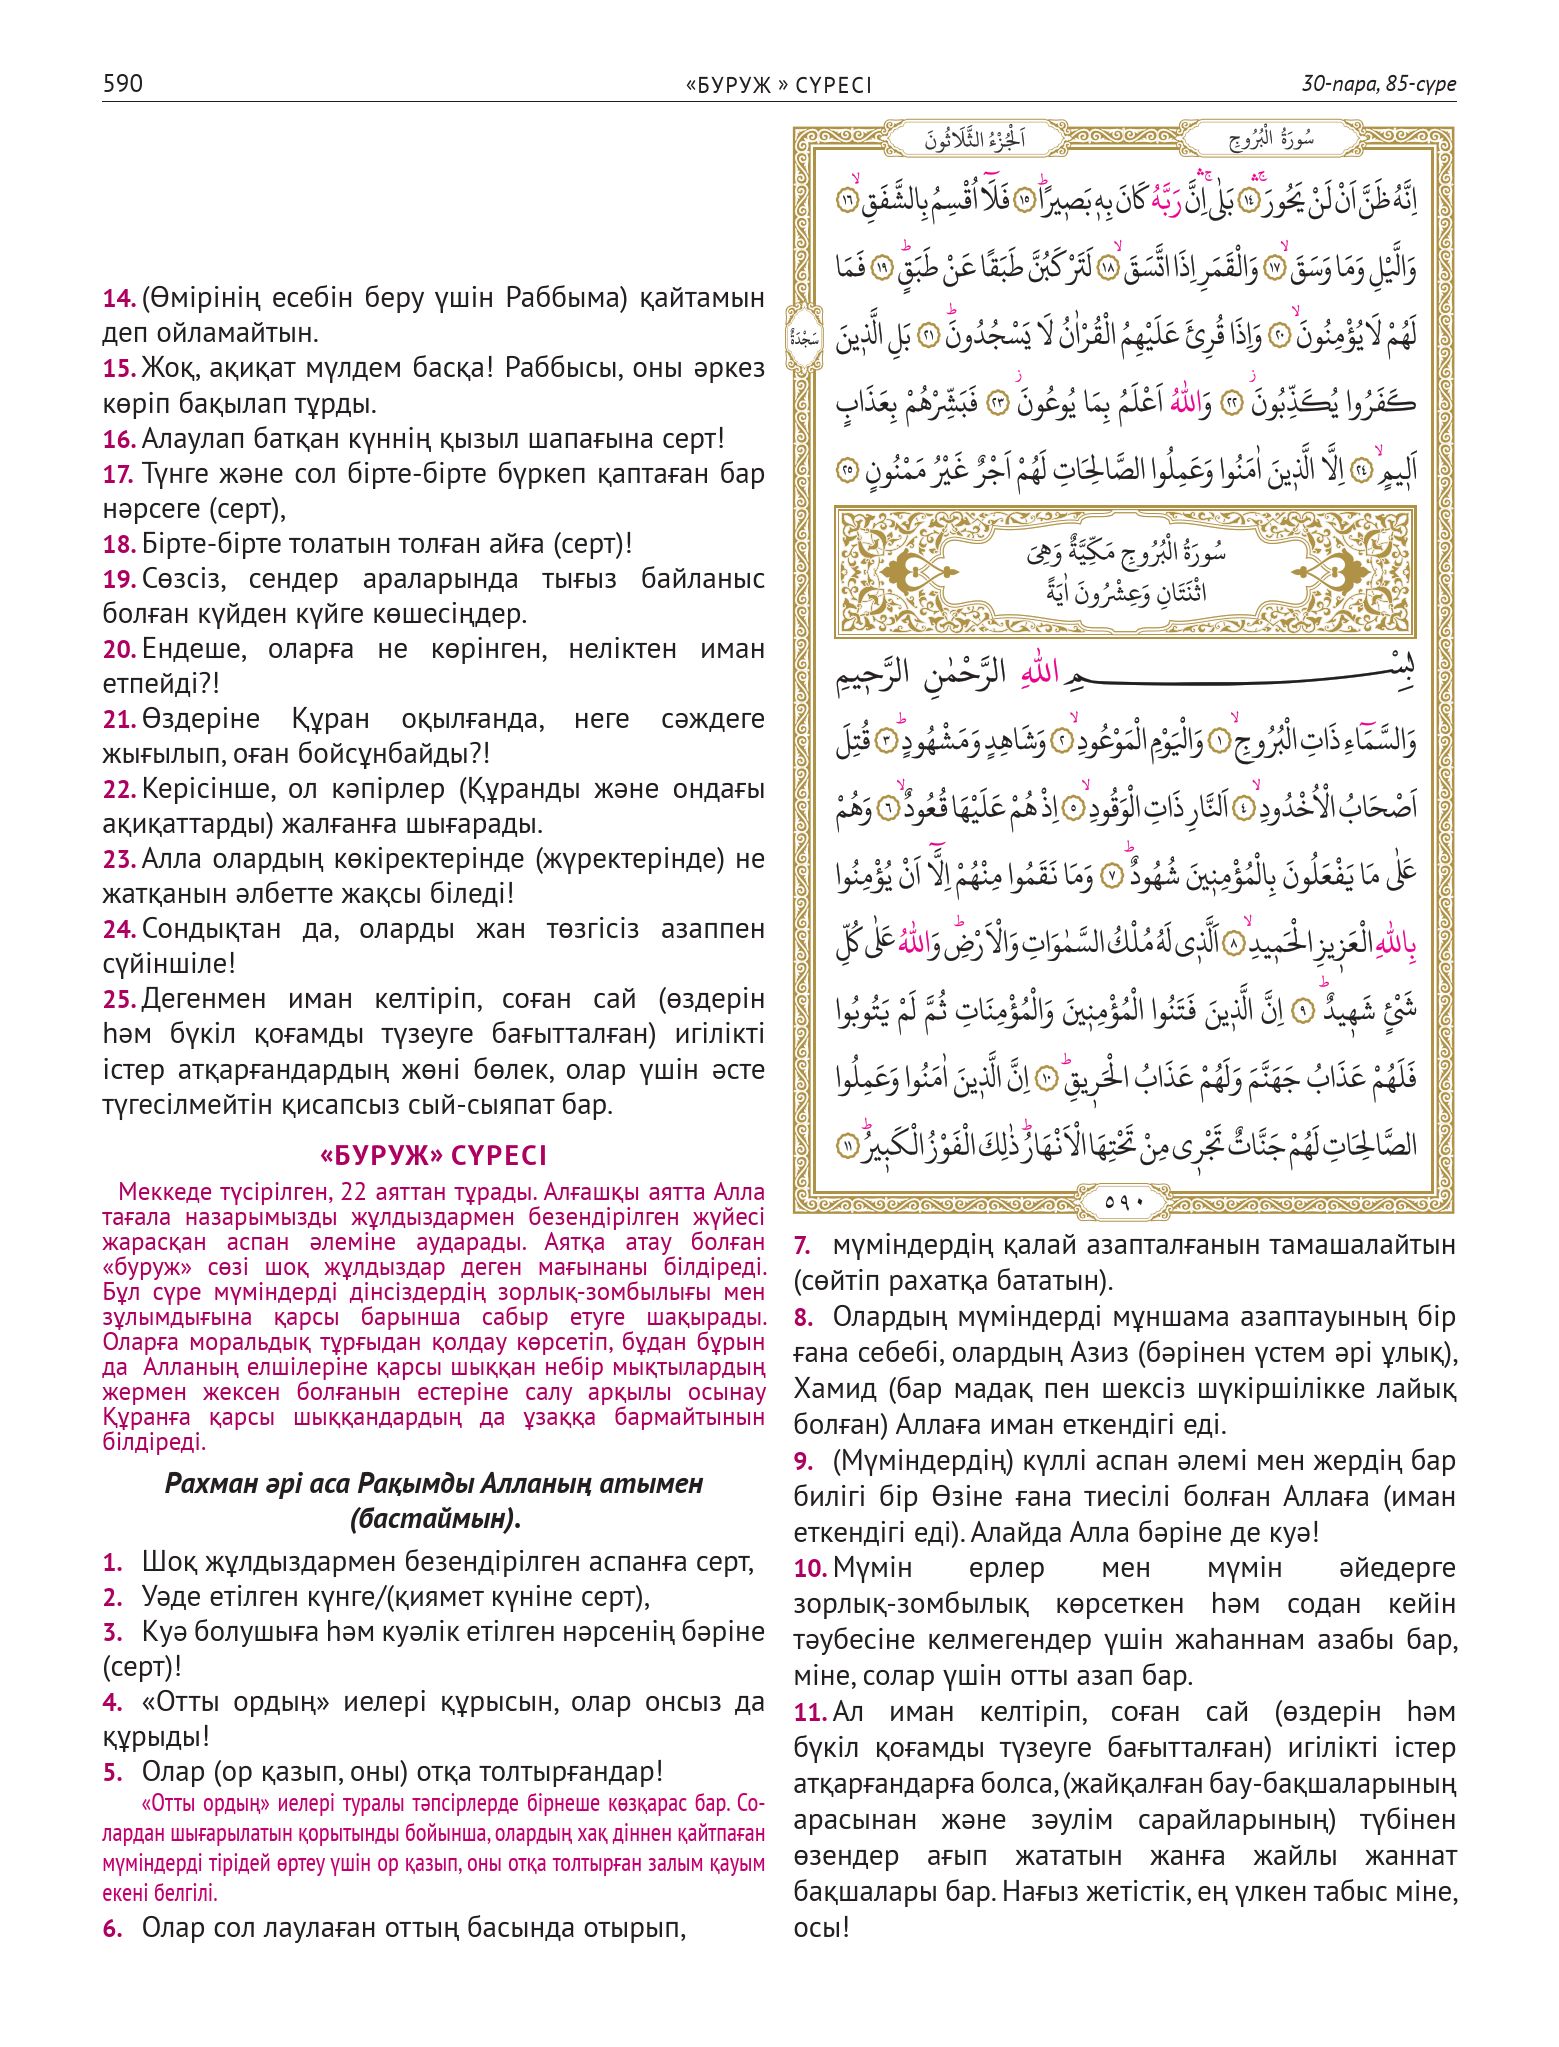 590
«БУРУЖ » СҮРЕСІ
30-пара, 85-сүре
14. (Өмірінің есебін беру үшін Раббыма) қайтамын
деп ойламайтын.
15. Жоқ, ақиқат мүлдем басқа! Раббысы, оны әркез
көріп бақылап тұрды.
16. Алаулап батқан күннің қызыл шапағына серт!
17. Түнге және сол бірте-бірте бүркеп қаптаған бар
нәрсеге (серт),
18. Бірте-бірте толатын толған айға (серт)!
19. Сөзсіз, сендер араларында тығыз байланыс
болған күйден күйге көшесіңдер.
20. Ендеше, оларға не көрінген, неліктен иман
етпейді?!
21. Өздеріне Құран оқылғанда, неге сәждеге
жығылып, оған бойсұнбайды?!
22. Керісінше, ол кәпірлер (Құранды және ондағы
ақиқаттарды) жалғанға шығарады.
23. Алла олардың көкіректерінде (жүректерінде) не
жатқанын әлбетте жақсы біледі!
24. Сондықтан да, оларды жан төзгісіз азаппен
сүйіншіле!
25. Дегенмен иман келтіріп, соған сай (өздерін
һәм бүкіл қоғамды түзеуге бағытталған) игілікті
істер атқарғандардың жөні бөлек, олар үшін әсте
түгесілмейтін қисапсыз сый-сыяпат бар.
«БУРУЖ» СҮРЕСІ
Меккеде түсірілген, 22 аяттан тұрады. Алғашқы аятта Алла
тағала назарымызды жұлдыздармен безендірілген жүйесі
жарасқан аспан әлеміне аударады. Аятқа атау болған
«буруж» сөзі шоқ жұлдыздар деген мағынаны білдіреді.
Бұл сүре мүміндерді дінсіздердің зорлық-зомбылығы мен
зұлымдығына қарсы барынша сабыр етуге шақырады.
Оларға моральдық тұрғыдан қолдау көрсетіп, бұдан бұрын
да Алланың елшілеріне қарсы шыққан небір мықтылардың
жермен жексен болғанын естеріне салу арқылы осынау
Құранға қарсы шыққандардың да ұзаққа бармайтынын
білдіреді.
Рахман әрі аса Рақымды Алланың атымен
(бастаймын).
1. Шоқ жұлдыздармен безендірілген аспанға серт,
2. Уәде етілген күнге/(қиямет күніне серт),
3. Куә болушыға һәм куәлік етілген нәрсенің бәріне
(серт)!
4. «Отты ордың» иелері құрысын, олар онсыз да
құрыды!
5. Олар (ор қазып, оны) отқа толтырғандар!
«Отты ордың» иелері туралы тәпсірлерде бірнеше көзқарас бар. Со-
лардан шығарылатын қорытынды бойынша, олардың хақ діннен қайтпаған
мүміндерді тірідей өртеу үшін ор қазып, оны отқа толтырған залым қауым
екені белгілі.
6. Олар сол лаулаған оттың басында отырып,
اَلْجُزْءُ الثَّلَاثُونَ
سُورَةُ الْبُرُوجِ
اِنَّهُ ظَنَّ اَنْ لَنْ يَحُورَۚۛ ﴿١٤﴾ بَلٰىۚۛ اِنَّ رَبَّهُ كَانَ بِه۪ بَص۪يرًاۜ ﴿١٥﴾ فَلَٓا اُقْسِمُ بِالشَّفَقِۙ ﴿١٦﴾
وَالَّيْلِ وَمَا وَسَقَۙ ﴿١٧﴾ وَالْقَمَرِ اِذَا اتَّسَقَۙ ﴿١٨﴾ لَتَرْكَبُنَّ طَبَقًا عَنْ طَبَقٍۜ ﴿١٩﴾ فَمَا
لَهُمْ لَا يُؤْمِنُونَۙ ﴿٢٠﴾ وَاِذَا قُرِئَ عَلَيْهِمُ الْقُرْاٰنُ لَا يَسْجُدُونَۜ ﴿٢١﴾ بَلِ الَّذ۪ينَ
سَجْدَةٌ
كَفَرُوا يُكَذِّبُونَۘ ﴿٢٢﴾ وَاللّٰهُ اَعْلَمُ بِمَا يُوعُونَۘ ﴿٢٣﴾ فَبَشِّرْهُمْ بِعَذَابٍ
اَل۪يمٍۙ ﴿٢٤﴾ اِلَّا الَّذ۪ينَ اٰمَنُوا وَعَمِلُوا الصَّالِحَاتِ لَهُمْ اَجْرٌ غَيْرُ مَمْنُونٍ ﴿٢٥﴾
سُورَةُ الْبُرُوجِ مَكِّيَّةٌ وَهِيَ
اثْنَتَانِ وَعِشْرُونَ اٰيَةً
بِسْمِ اللّٰهِ الرَّحْمٰنِ الرَّح۪يمِ
وَالسَّمَٓاءِ ذَاتِ الْبُرُوجِۙ ﴿١﴾ وَالْيَوْمِ الْمَوْعُودِۙ ﴿٢﴾ وَشَاهِدٍ وَمَشْهُودٍۜ ﴿٣﴾ قُتِلَ
اَصْحَابُ الْاُخْدُودِۙ ﴿٤﴾ اَلنَّارِ ذَاتِ الْوَقُودِۙ ﴿٥﴾ اِذْ هُمْ عَلَيْهَا قُعُودٌۙ ﴿٦﴾ وَهُمْ
عَلٰى مَا يَفْعَلُونَ بِالْمُؤْمِن۪ينَ شُهُودٌۜ ﴿٧﴾ وَمَا نَقَمُوا مِنْهُمْ اِلَّٓا اَنْ يُؤْمِنُوا
بِاللّٰهِ الْعَز۪يزِ الْحَم۪يدِۙ ﴿٨﴾ اَلَّذ۪ي لَهُ مُلْكُ السَّمٰوَاتِ وَالْاَرْضِۜ وَاللّٰهُ عَلٰى كُلِّ
شَيْءٍ شَه۪يدٌۜ ﴿٩﴾ اِنَّ الَّذ۪ينَ فَتَنُوا الْمُؤْمِن۪ينَ وَالْمُؤْمِنَاتِ ثُمَّ لَمْ يَتُوبُوا
فَلَهُمْ عَذَابُ جَهَنَّمَ وَلَهُمْ عَذَابُ الْحَر۪يقِۜ ﴿١٠﴾ اِنَّ الَّذ۪ينَ اٰمَنُوا وَعَمِلُوا
الصَّالِحَاتِ لَهُمْ جَنَّاتٌ تَجْر۪ي مِنْ تَحْتِهَا الْاَنْهَارُۜ ذٰلِكَ الْفَوْزُ الْكَب۪يرُۜ ﴿١١﴾
٥٩٠
7. мүміндердің қалай азапталғанын тамашалайтын
(сөйтіп рахатқа бататын).
8. Олардың мүміндерді мұншама азаптауының бір
ғана себебі, олардың Азиз (бәрінен үстем әрі ұлық),
Хамид (бар мадақ пен шексіз шүкіршілікке лайық
болған) Аллаға иман еткендігі еді.
9. (Мүміндердің) күллі аспан әлемі мен жердің бар
билігі бір Өзіне ғана тиесілі болған Аллаға (иман
еткендігі еді). Алайда Алла бәріне де куә!
10. Мүмін ерлер мен мүмін әйедерге
зорлық-зомбылық көрсеткен һәм содан кейін
тәубесіне келмегендер үшін жаһаннам азабы бар,
міне, солар үшін отты азап бар.
11. Ал иман келтіріп, соған сай (өздерін һәм
бүкіл қоғамды түзеуге бағытталған) игілікті істер
атқарғандарға болса, (жайқалған бау-бақшаларының
арасынан және зәулім сарайларының) түбінен
өзендер ағып жататын жанға жайлы жаннат
бақшалары бар. Нағыз жетістік, ең үлкен табыс міне,
осы!